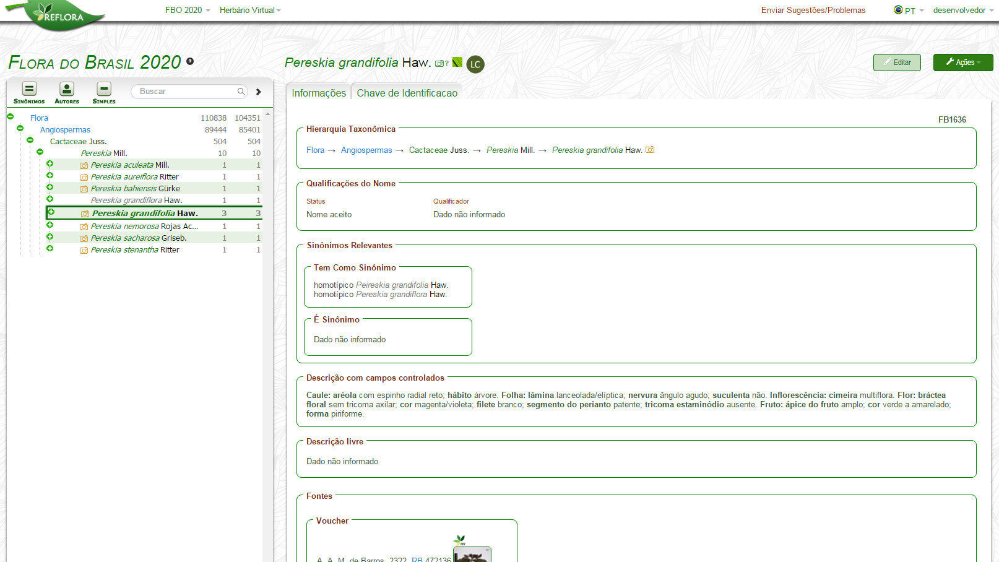 REFLORA
FBO 2020
Herbário Virtual
Enviar Sugestões/Problemas
PT
desenvolvedor
Flora do Brasil 2020 ?
Sinônimos
Autores
Simples
Buscar
Flora 110838 104351
Angiospermas 89444 85401
Cactaceae Juss. 504 504
Pereskia Mill. 10 10
Pereskia aculeata Mill. 1 1
Pereskia aureiflora Ritter 1 1
Pereskia bahiensis Gürke 1 1
Pereskia grandiflora Haw. 1 1
Pereskia grandifolia Haw. 3 3
Pereskia nemorosa Rojas Ac... 1 1
Pereskia sacharosa Griseb. 1 1
Pereskia stenantha Ritter 1 1
Pereskia grandifolia Haw. ? LC
Editar
Ações
Informações
Chave de Identificacao
FB1636
Hierarquia Taxonômica
Flora → Angiospermas → Cactaceae Juss. → Pereskia Mill. → Pereskia grandifolia Haw.
Qualificações do Nome
Status Qualificador
Nome aceito Dado não informado
Sinônimos Relevantes
Tem Como Sinônimo
homotípico Peireskia grandifolia Haw.
homotípico Pereskia grandiflora Haw.
É Sinônimo
Dado não informado
Descrição com campos controlados
Caule: aréola com espinho radial reto; hábito árvore. Folha: lâmina lanceolada/elíptica; nervura ângulo agudo; suculenta não. Inflorescência: cimeira multiflora. Flor: bráctea
floral sem tricoma axilar; cor magenta/violeta; filete branco; segmento do perianto patente; tricoma estaminódio ausente. Fruto: ápice do fruto amplo; cor verde a amarelado;
forma piriforme.
Descrição livre
Dado não informado
Fontes
Voucher
HV
A. A. M. de Barros, 2322, RB 472136